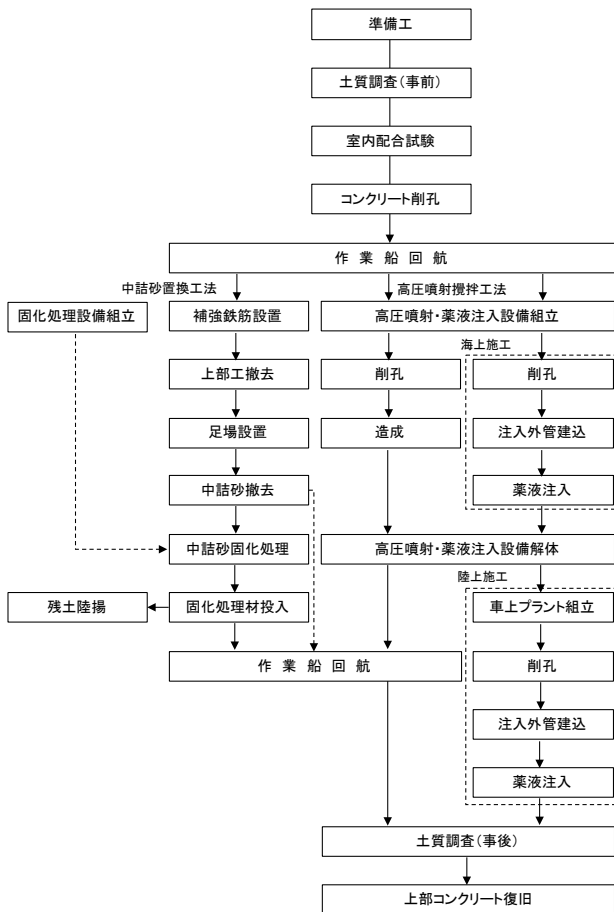 準備工
土質調査(事前)
室内配合試験
コンクリート削孔
作業船回航
中詰砂置換工法
高圧噴射攪拌工法
固化処理設備組立
補強鉄筋設置
高圧噴射・薬液注入設備組立
海上施工
上部工撤去
削孔
削孔
足場設置
造成
注入外管建込
中詰砂撤去
薬液注入
中詰砂固化処理
高圧噴射・薬液注入設備解体
陸上施工
残土陸揚
固化処理材投入
車上プラント組立
作業船回航
削孔
注入外管建込
薬液注入
土質調査(事後)
上部コンクリート復旧